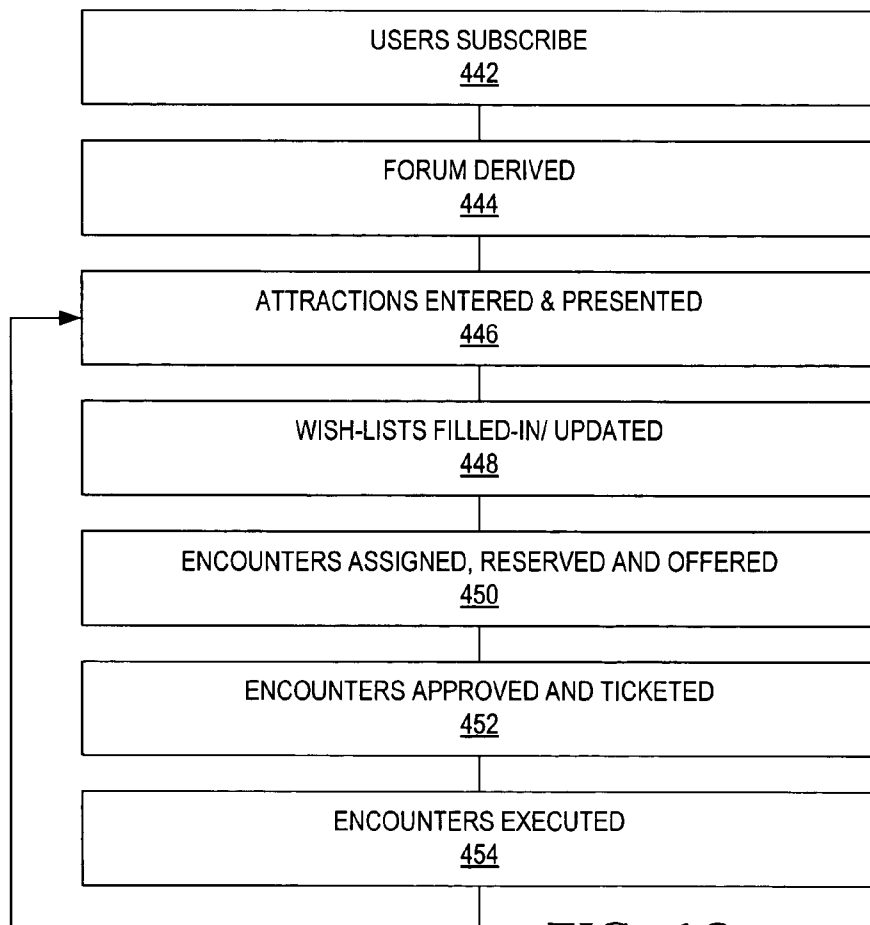 USERS SUBSCRIBE
442
FORUM DERIVED
444
ATTRACTIONS ENTERED & PRESENTED
446
WISH-LISTS FILLED-IN/ UPDATED
448
ENCOUNTERS ASSIGNED, RESERVED AND OFFERED
450
ENCOUNTERS APPROVED AND TICKETED
452
ENCOUNTERS EXECUTED
454